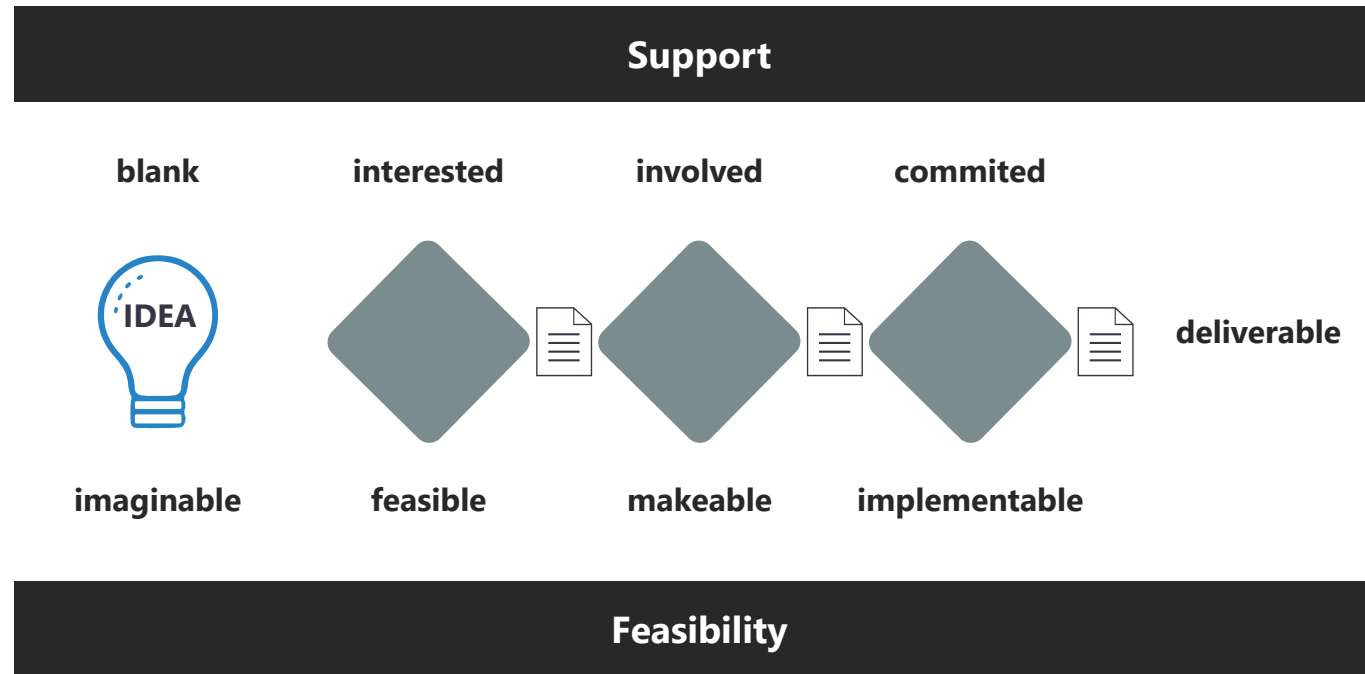 Support
blank interested involved commited
IDEA
deliverable
imaginable feasible makeable implementable
Feasibility